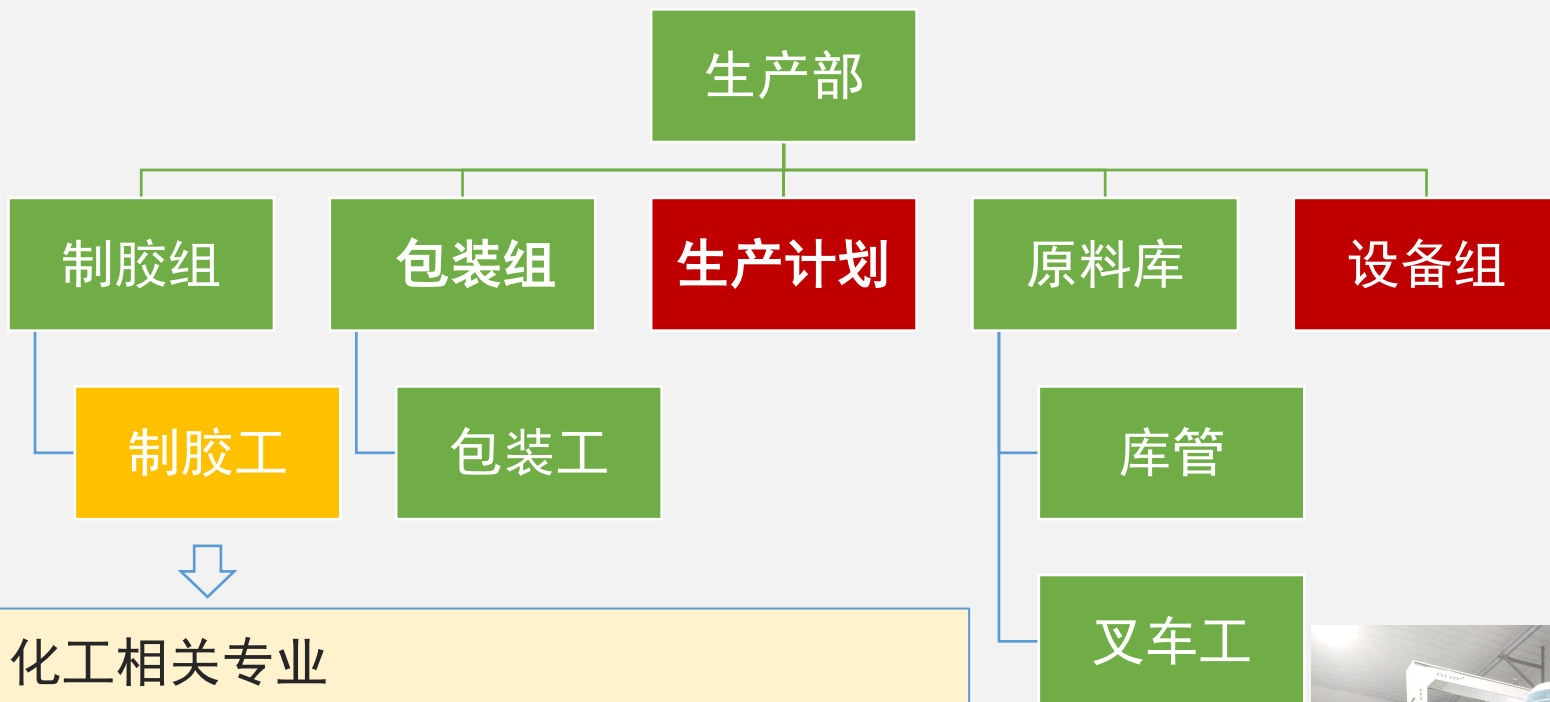 生产部
制胶组
包装组
生产计划
原料库
设备组
制胶工
包装工
库管
叉车工
化工相关专业